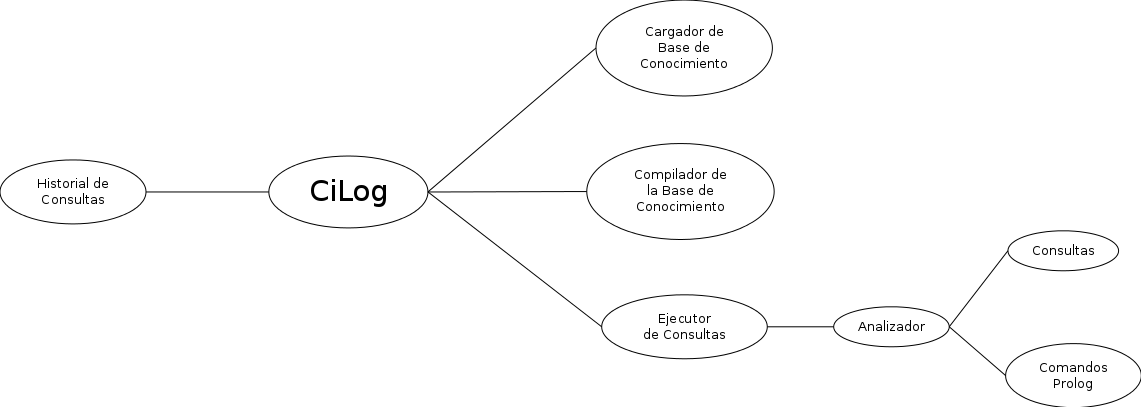 Cargador de
Base de
Conocimiento
Historial de
Consultas
CiLog
Compilador de
la Base de
Conocimiento
Ejecutor
de Consultas
Analizador
Consultas
Comandos
Prolog